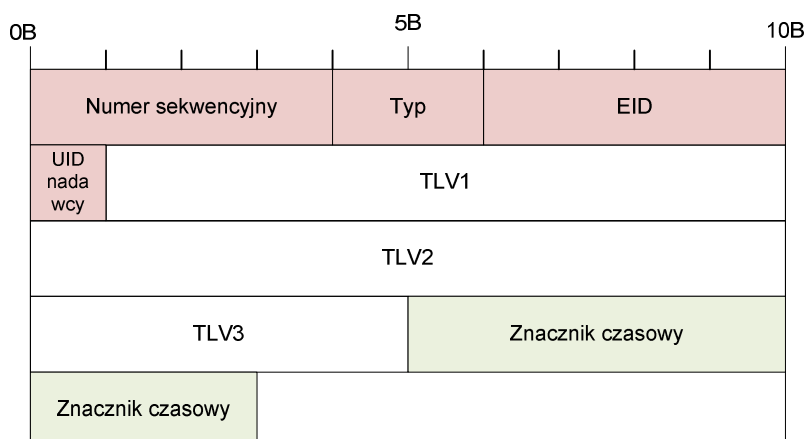 0B 5B 10B
Numer sekwencyjny Typ EID
UID
nada
wcy
TLV1
TLV2
TLV3 Znacznik czasowy
Znacznik czasowy